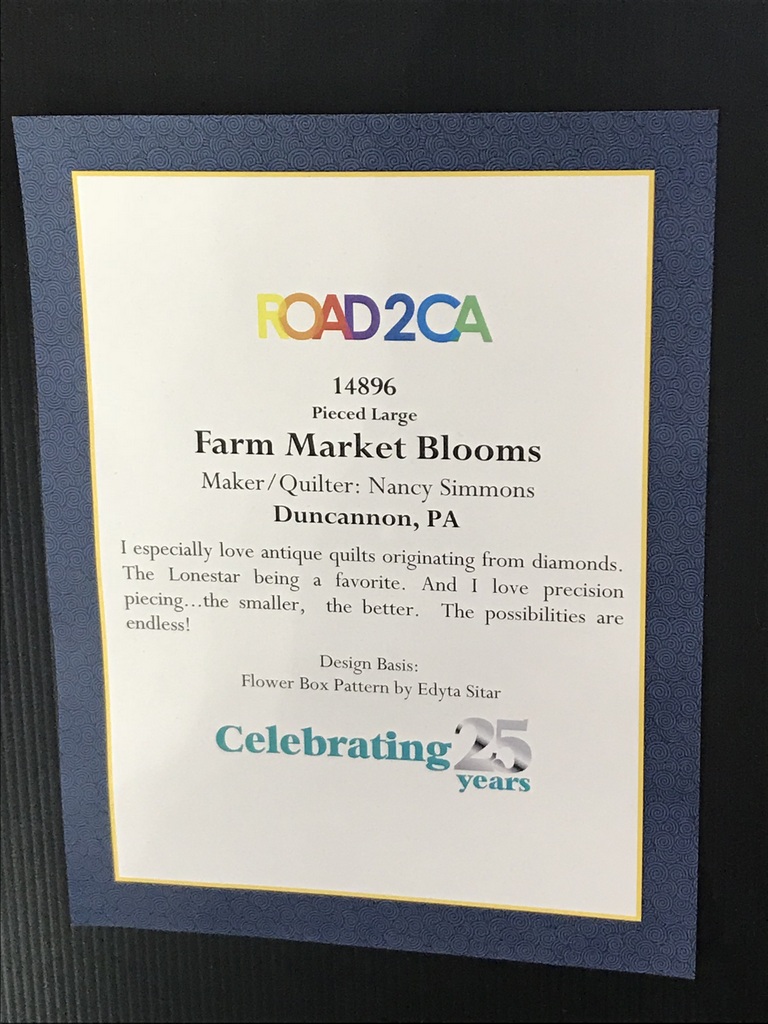 ROAD2CA
14896
Pieced Large
Farm Market Blooms
Maker/Quilter: Nancy Simmons
Duncannon, PA
I especially love antique quilts originating from diamonds.
The Lonestar being a favorite. And I love precision
piecing...the smaller, the better. The possibilities are
endless!
Design Basis:
Flower Box Pattern by Edyta Sitar
Celebrating 25
years